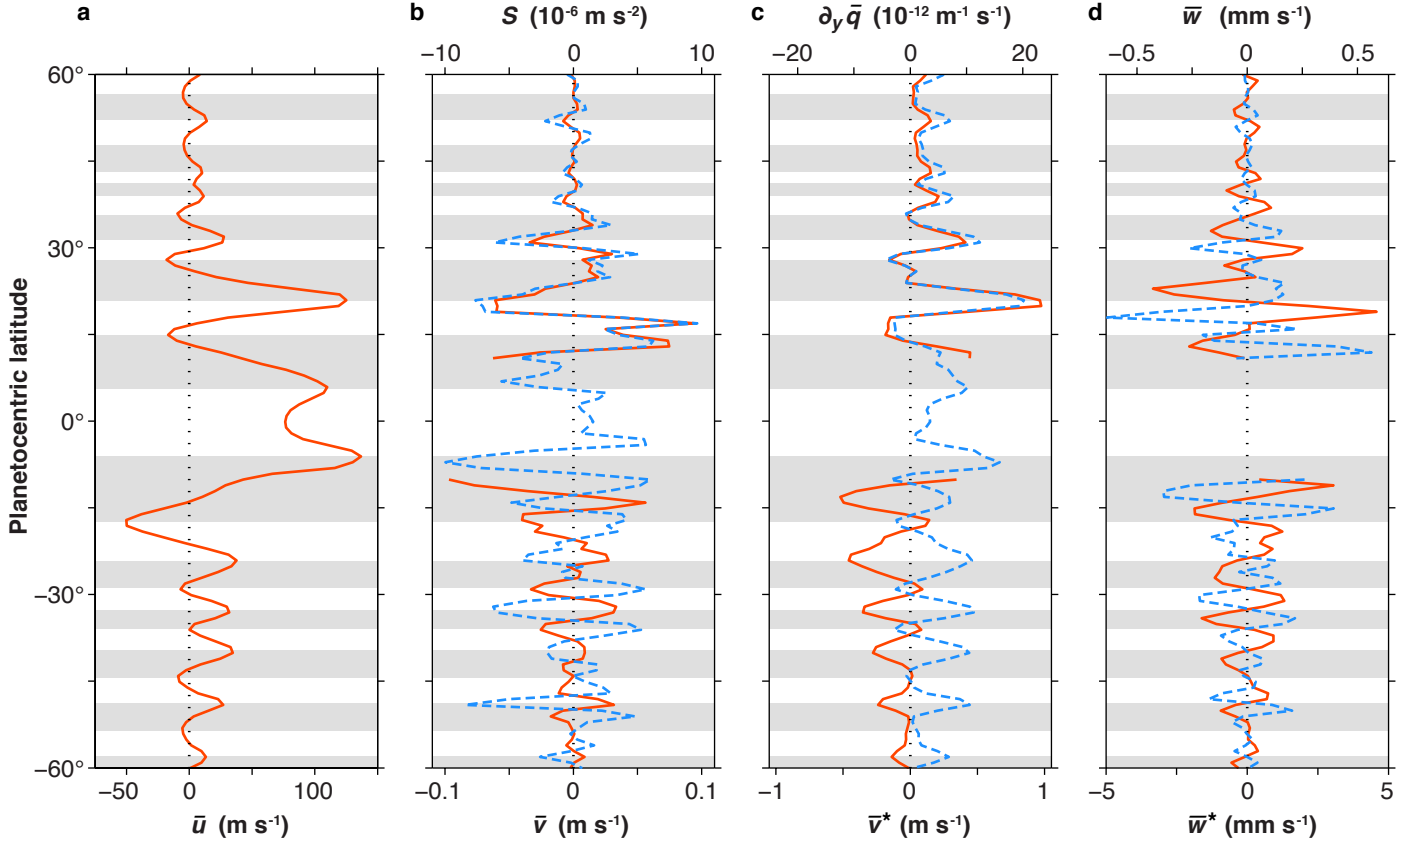 a b c d
S (10⁻⁶ m s⁻²) ∂ᵧ q̄ (10⁻¹² m⁻¹ s⁻¹) w̄ (mm s⁻¹)
−10 0 10 −20 0 20 −0.5 0 0.5
60°
30°
0°
−30°
−60°
Planetocentric latitude
−50 0 100 −0.1 0 0.1 −1 0 1 −5 0 5
ū (m s⁻¹) v̄ (m s⁻¹) v̄* (m s⁻¹) w̄* (mm s⁻¹)